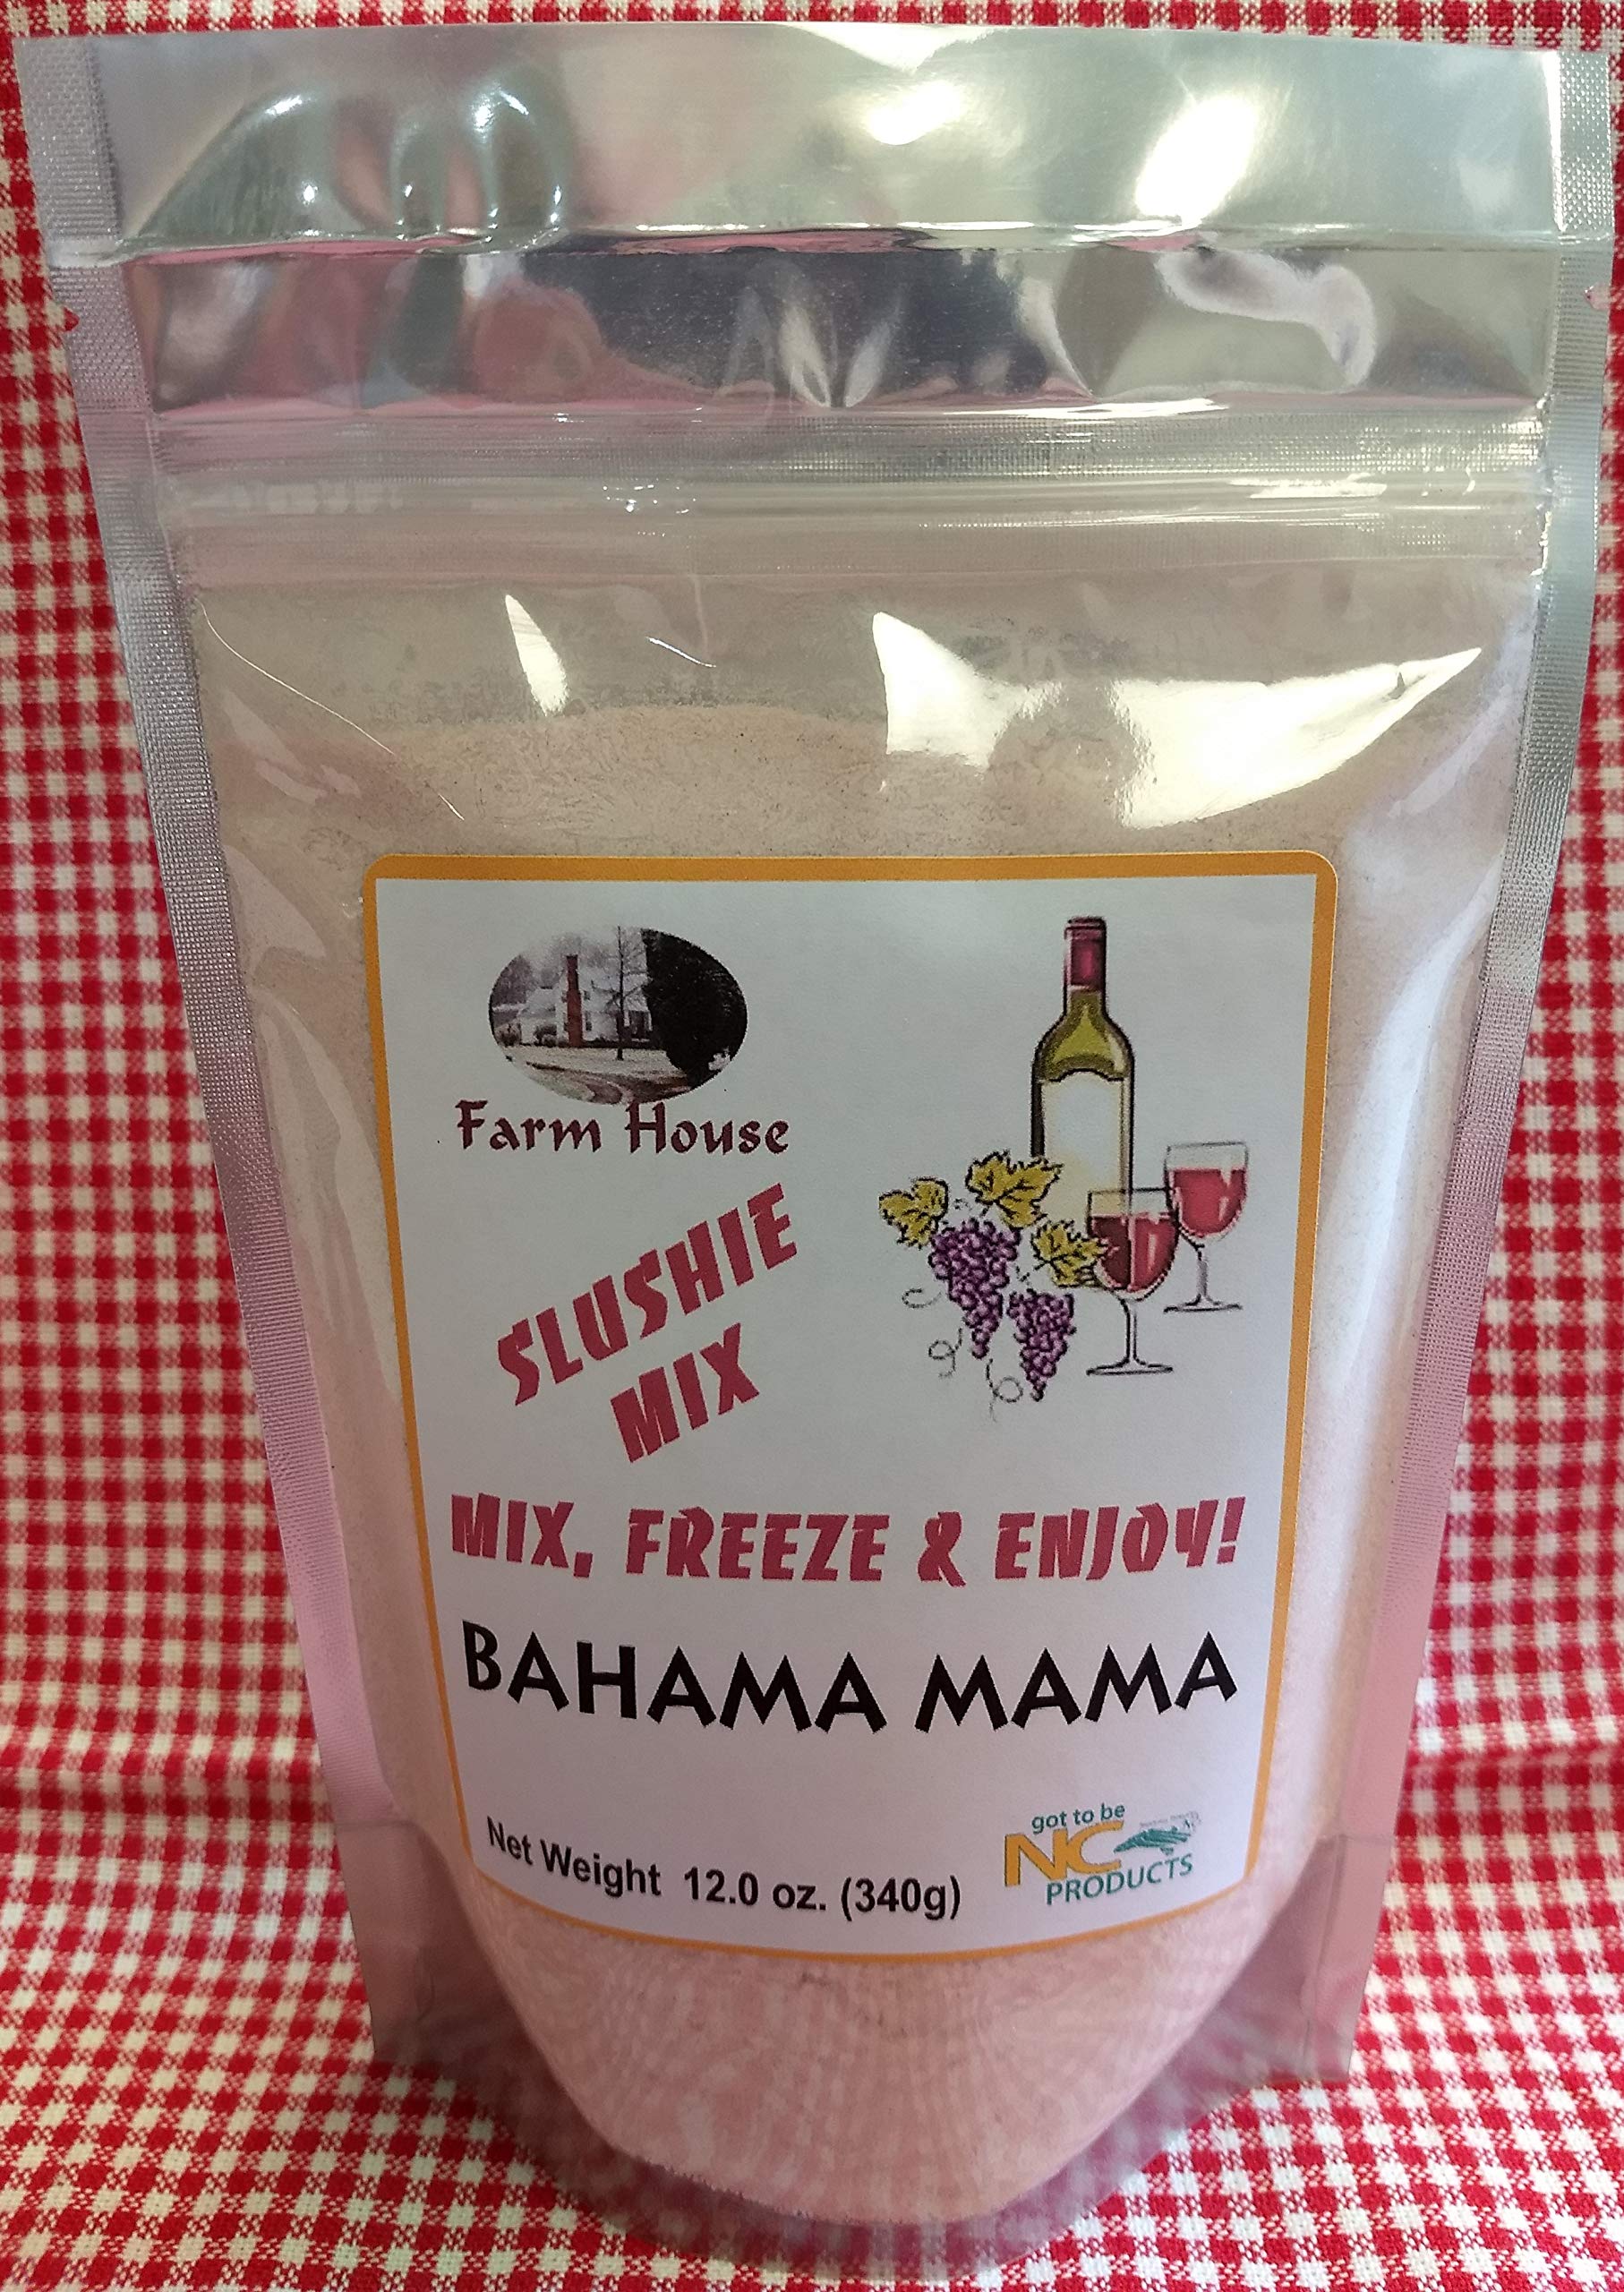 Farm House
SLUSHIE
MIX
MIX, FREEZE & ENJOY!
BAHAMA MAMA
Net Weight 12.0 oz. (340g)
got to be
NC
PRODUCTS